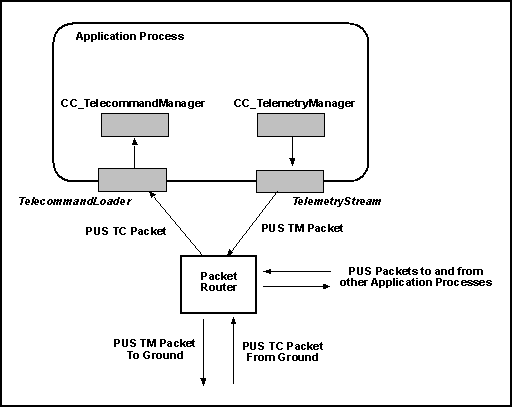 Application Process
CC_TelecommandManager
CC_TelemetryManager
TelecommandLoader
TelemetryStream
PUS TC Packet
PUS TM Packet
Packet
Router
PUS Packets to and from
other Application Processes
PUS TM Packet
To Ground
PUS TC Packet
From Ground